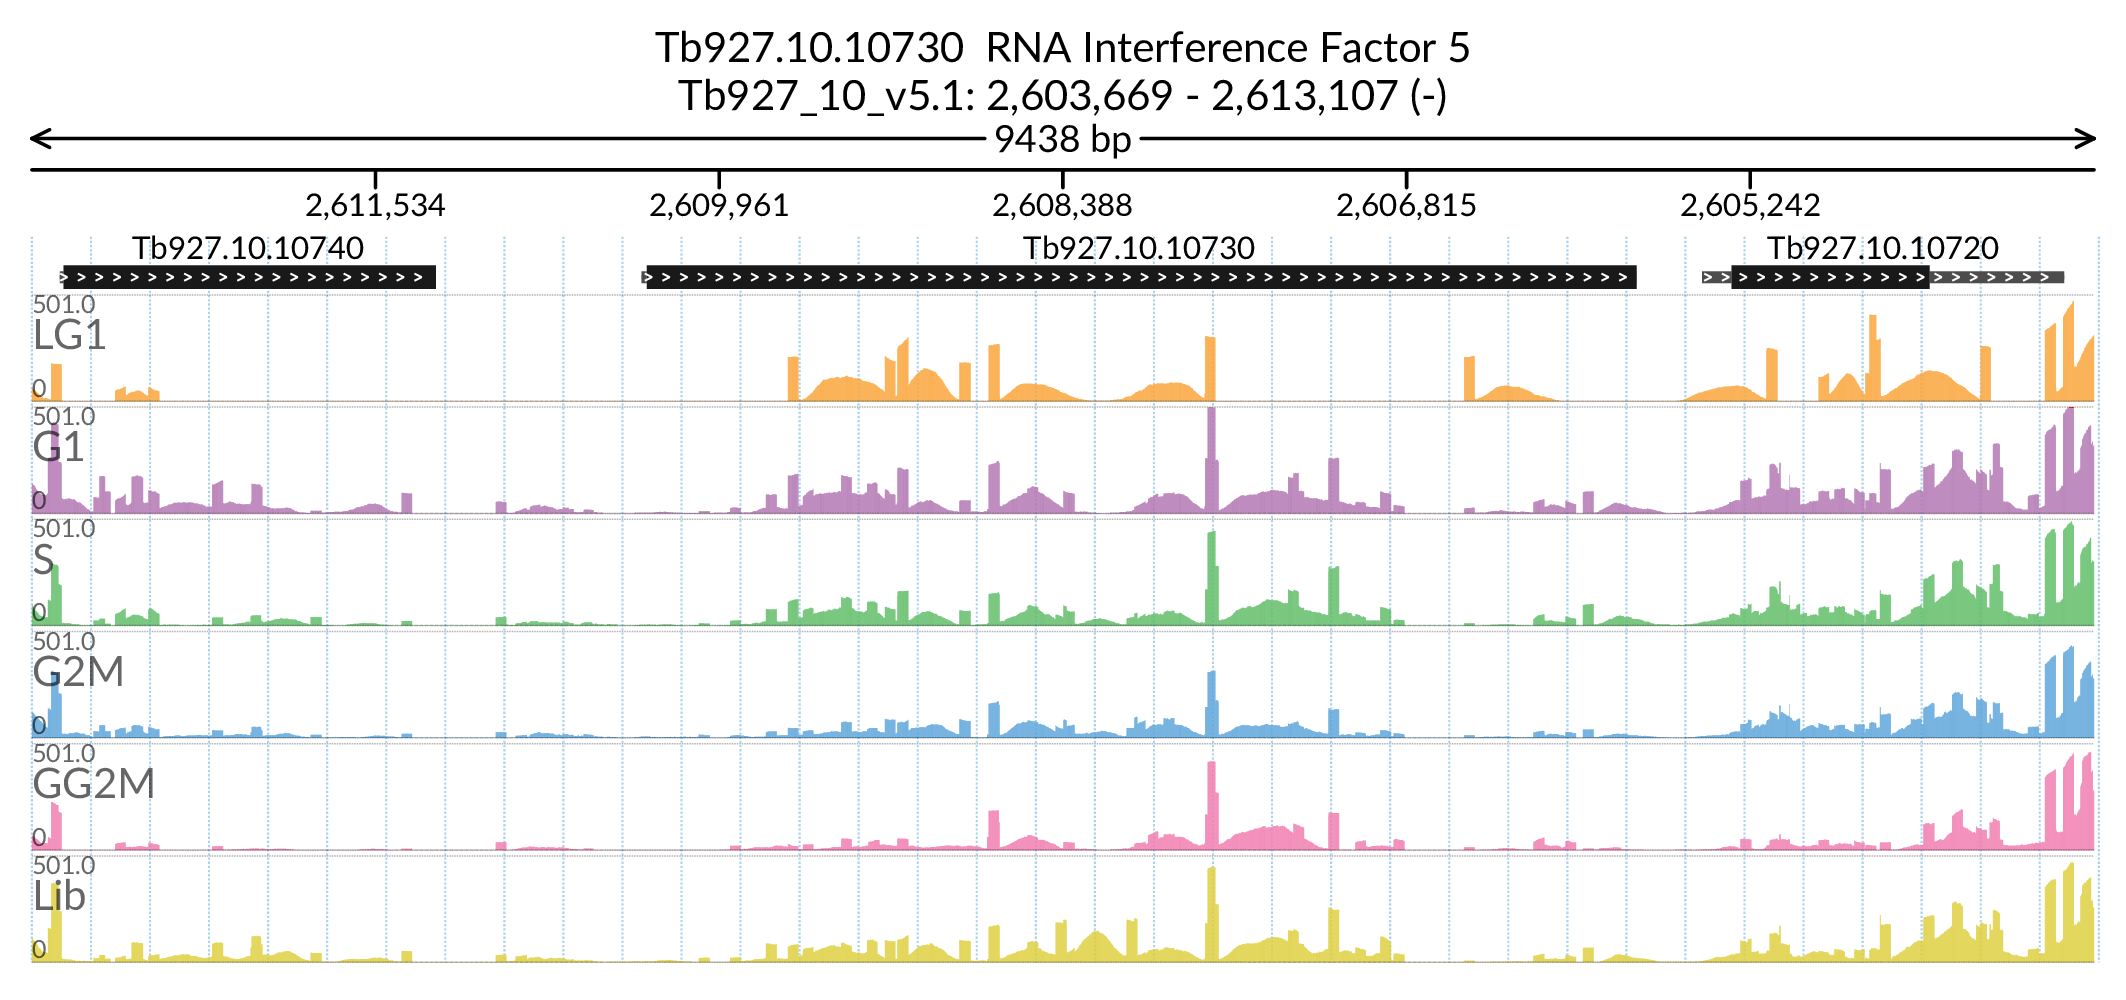 Tb927.10.10730 RNA Interference Factor 5
Tb927_10_v5.1: 2,603,669 - 2,613,107 (-)
9438 bp
2,611,534 2,609,961 2,608,388 2,606,815 2,605,242
Tb927.10.10740 Tb927.10.10730 Tb927.10.10720
501.0
LG1
0
501.0
G1
0
501.0
S
0
501.0
G2M
0
501.0
GG2M
0
501.0
Lib
0